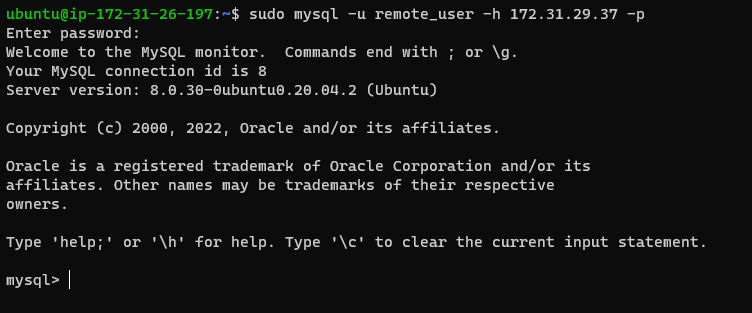 ubuntu@ip-172-31-26-197:~$ sudo mysql -u remote_user -h 172.31.29.37 -p
Enter password:
Welcome to the MySQL monitor.  Commands end with ; or \g.
Your MySQL connection id is 8
Server version: 8.0.30-0ubuntu0.20.04.2 (Ubuntu)

Copyright (c) 2000, 2022, Oracle and/or its affiliates.

Oracle is a registered trademark of Oracle Corporation and/or its
affiliates. Other names may be trademarks of their respective
owners.

Type 'help;' or '\h' for help. Type '\c' to clear the current input statement.

mysql>